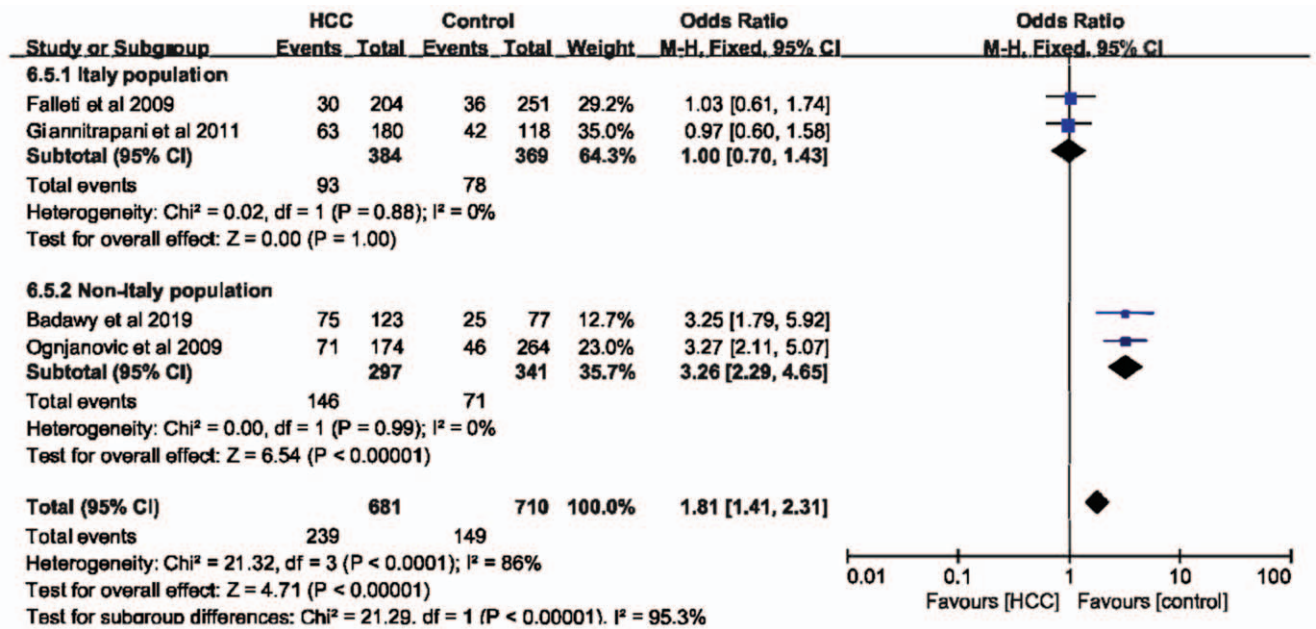 HCC Control Odds Ratio Odds Ratio
Study or Subgroup Events Total Events Total Weight M-H, Fixed, 95% CI M-H, Fixed, 95% CI
6.5.1 Italy population
Falleti et al 2009 30 204 36 251 29.2% 1.03 [0.61, 1.74]
Giannitrapani et al 2011 63 180 42 118 35.0% 0.97 [0.60, 1.58]
Subtotal (95% CI) 384 369 64.3% 1.00 [0.70, 1.43]
Total events 93 78
Heterogeneity: Chi² = 0.02, df = 1 (P = 0.88); I² = 0%
Test for overall effect: Z = 0.00 (P = 1.00)
6.5.2 Non-Italy population
Badawy et al 2019 75 123 25 77 12.7% 3.25 [1.79, 5.92]
Ognjanovic et al 2009 71 174 46 264 23.0% 3.27 [2.11, 5.07]
Subtotal (95% CI) 297 341 35.7% 3.26 [2.29, 4.65]
Total events 146 71
Heterogeneity: Chi² = 0.00, df = 1 (P = 0.99); I² = 0%
Test for overall effect: Z = 6.54 (P < 0.00001)
Total (95% CI) 681 710 100.0% 1.81 [1.41, 2.31]
Total events 239 149
Heterogeneity: Chi² = 21.32, df = 3 (P < 0.0001); I² = 86%
Test for overall effect: Z = 4.71 (P < 0.00001)
Test for subgroup differences: Chi² = 21.29. df = 1 (P < 0.00001). I² = 95.3%
0.01 0.1 1 10 100
Favours [HCC] Favours [control]